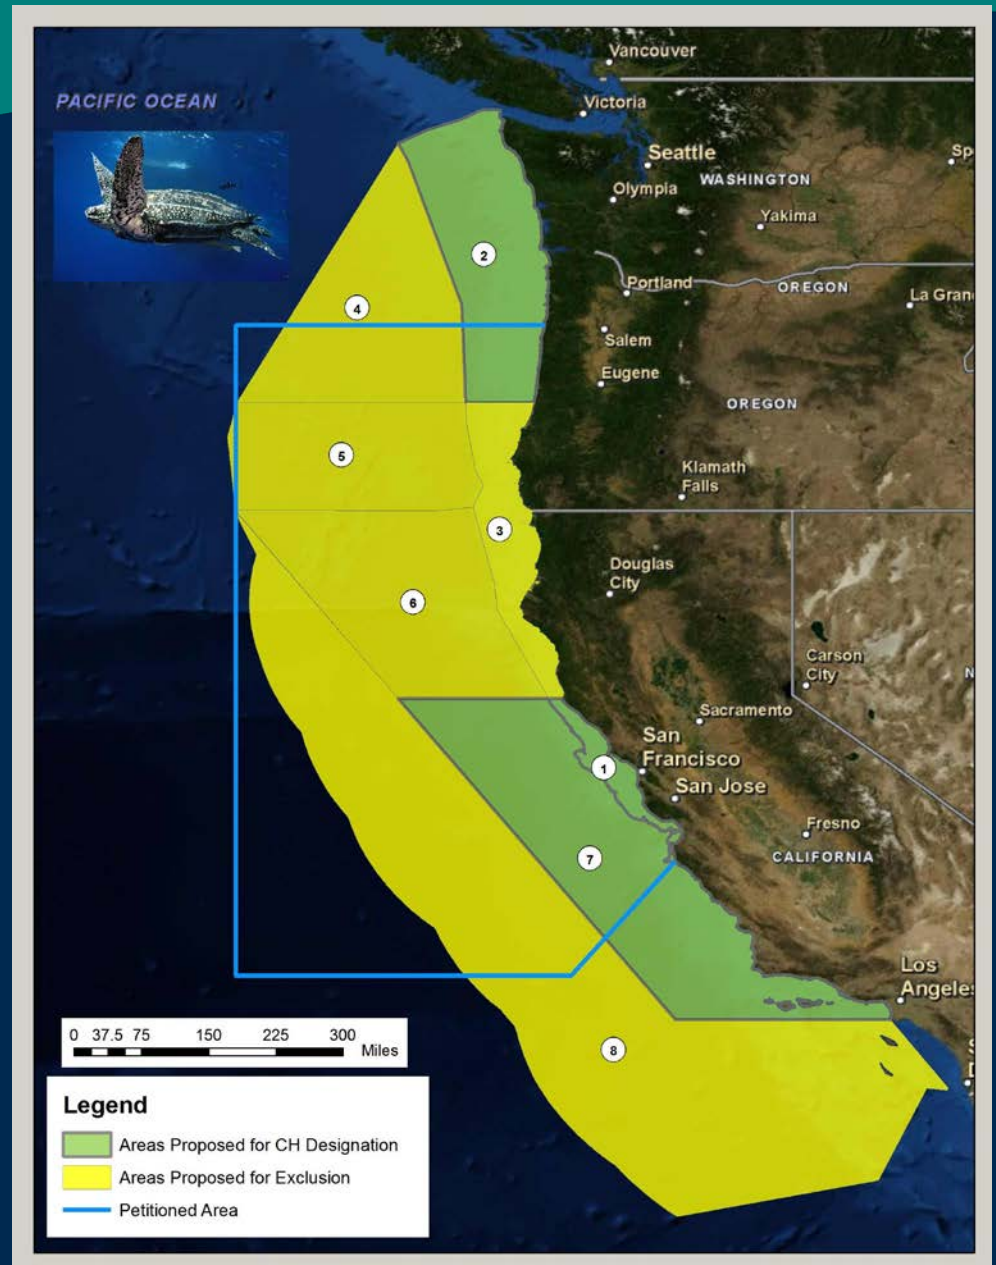 Vancouver
PACIFIC OCEAN
Victoria
Seattle
Sp
WASHINGTON
Olympia
Yakima
2
Portland
OREGON
La Gran
4
Salem
Eugene
OREGON
5
Klamath
Falls
3
Douglas
City
6
Carson
City
N
Sacramento
San
Francisco
1
San Jose
Fresno
7
CALIFORNIA
Los
Angeles
0 37.5 75 150 225 300
Miles
8
Legend
Areas Proposed for CH Designation
Areas Proposed for Exclusion
Petitioned Area